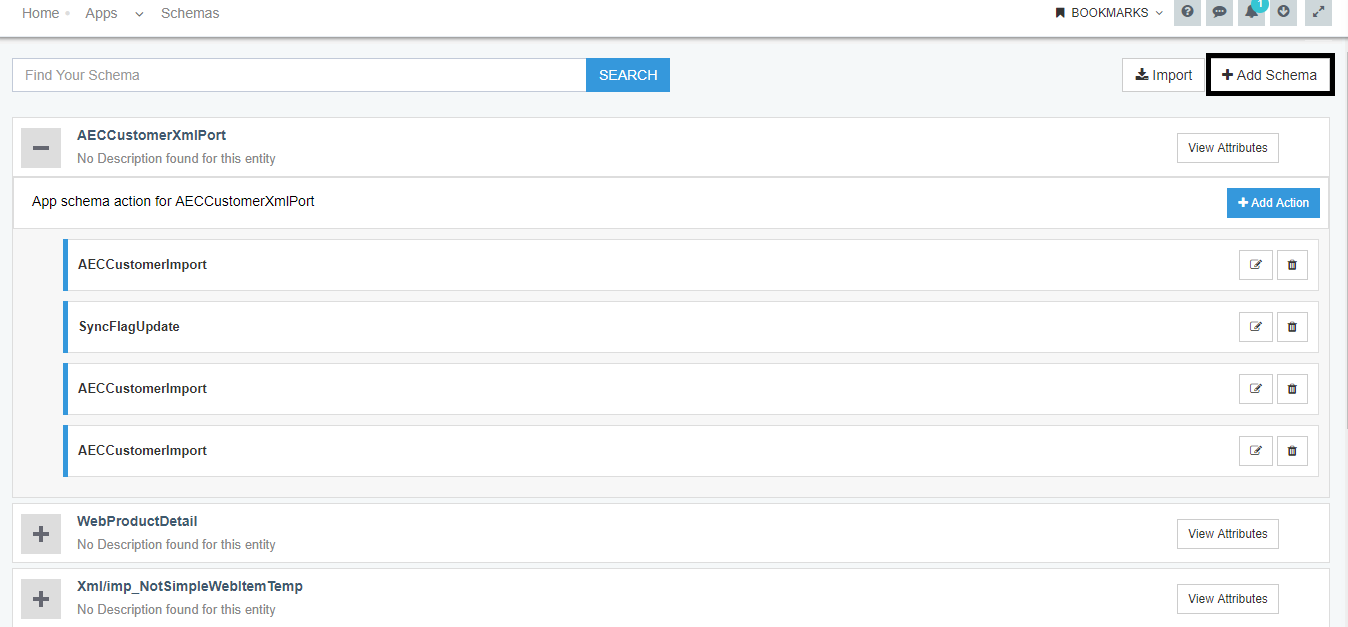 Home Apps Schemas BOOKMARKS 1
Find Your Schema SEARCH Import Add Schema
AECCustomerXmlPort
No Description found for this entity
View Attributes
App schema action for AECCustomerXmlPort
Add Action
AECCustomerImport
SyncFlagUpdate
AECCustomerImport
AECCustomerImport
WebProductDetail
No Description found for this entity
View Attributes
Xml/imp_NotSimpleWebItemTemp
No Description found for this entity
View Attributes